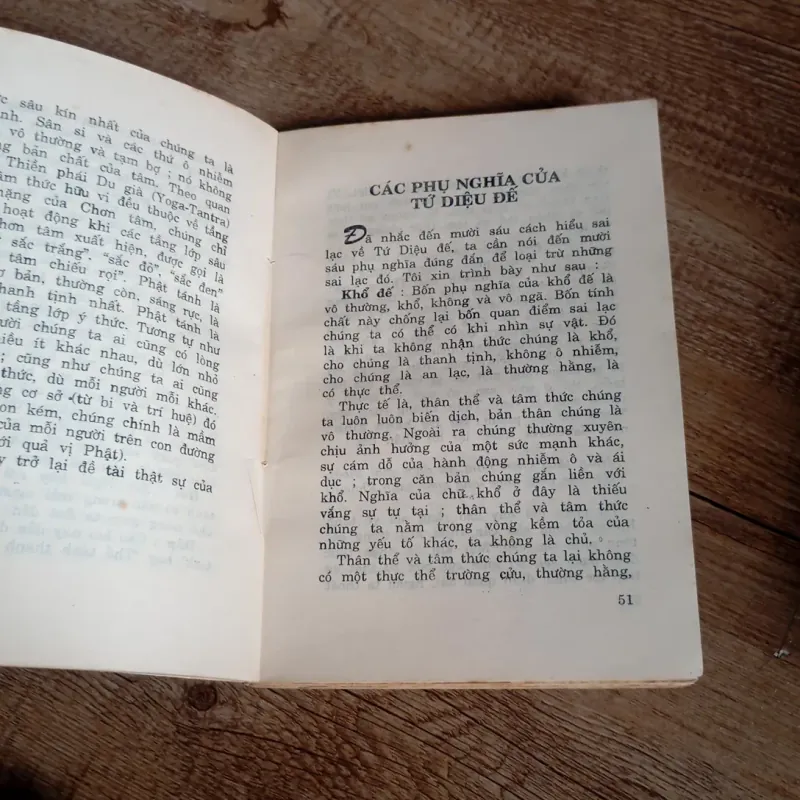 ức sâu kín nhất của chúng ta là
Sân si và các thứ ô nhiễm
vô thường và tạm bợ ; nó không
bản chất của tâm. Theo quan
Thiền phái Du già (Yoga-Tantra)
tâm thức hữu vi đều thuộc về tầng
của Chơn tâm, chúng chỉ
hoạt động khi các tầng lớp sâu
Chơn tâm xuất hiện, được gọi là
"sắc trắng", "sắc đỏ", "sắc đen"
tâm chiếu rọi". Phật tánh là
bản, thường còn, sáng rực, là
thanh tịnh nhất. Phật tánh là
tầng lớp ý thức. Tương tự như
người chúng ta ai cũng có lòng
ít khác nhau, dù lớn nhỏ
; cũng như chúng ta ai cũng
thức, dù mỗi người mỗi khác.
cơ sở (từ bi và trí huệ) đó
kém, chúng chính là mầm
của mỗi người trên con đường
tới quả vị Phật).
trở lại đề tài thật sự của
CÁC PHỤ NGHĨA CỦA
TỨ DIỆU ĐẾ
Đã nhắc đến mười sáu cách hiểu sai
lạc về Tứ Diệu đế, ta cần nói đến mười
sáu phụ nghĩa đúng đắn để loại trừ những
sai lạc đó. Tôi xin trình bày như sau :
Khổ đế : Bốn phụ nghĩa của khổ đế là
vô thường, khổ, không và vô ngã. Bốn tính
chất này chống lại bốn quan điểm sai lạc
chúng ta có thể có khi nhìn sự vật. Đó
là khi ta không nhận thức chúng là khổ,
cho chúng là thanh tịnh, không ô nhiễm,
cho chúng là an lạc, là thường hằng, là
có thực thể.
Thực tế là, thân thể và tâm thức chúng
ta luôn luôn biến dịch, bản thân chúng là
vô thường. Ngoài ra chúng thường xuyên
chịu ảnh hưởng của một sức mạnh khác,
sự cám dỗ của hành động nhiễm ô và ái
dục ; trong căn bản chúng gắn liền với
khổ. Nghĩa của chữ khổ ở đây là thiếu
vắng sự tự tại ; thân thể và tâm thức
chúng ta nằm trong vòng kềm tỏa của
những yếu tố khác, ta không là chủ.
Thân thể và tâm thức chúng ta lại không
có một thực thể trường cửu, thường hằng,
51